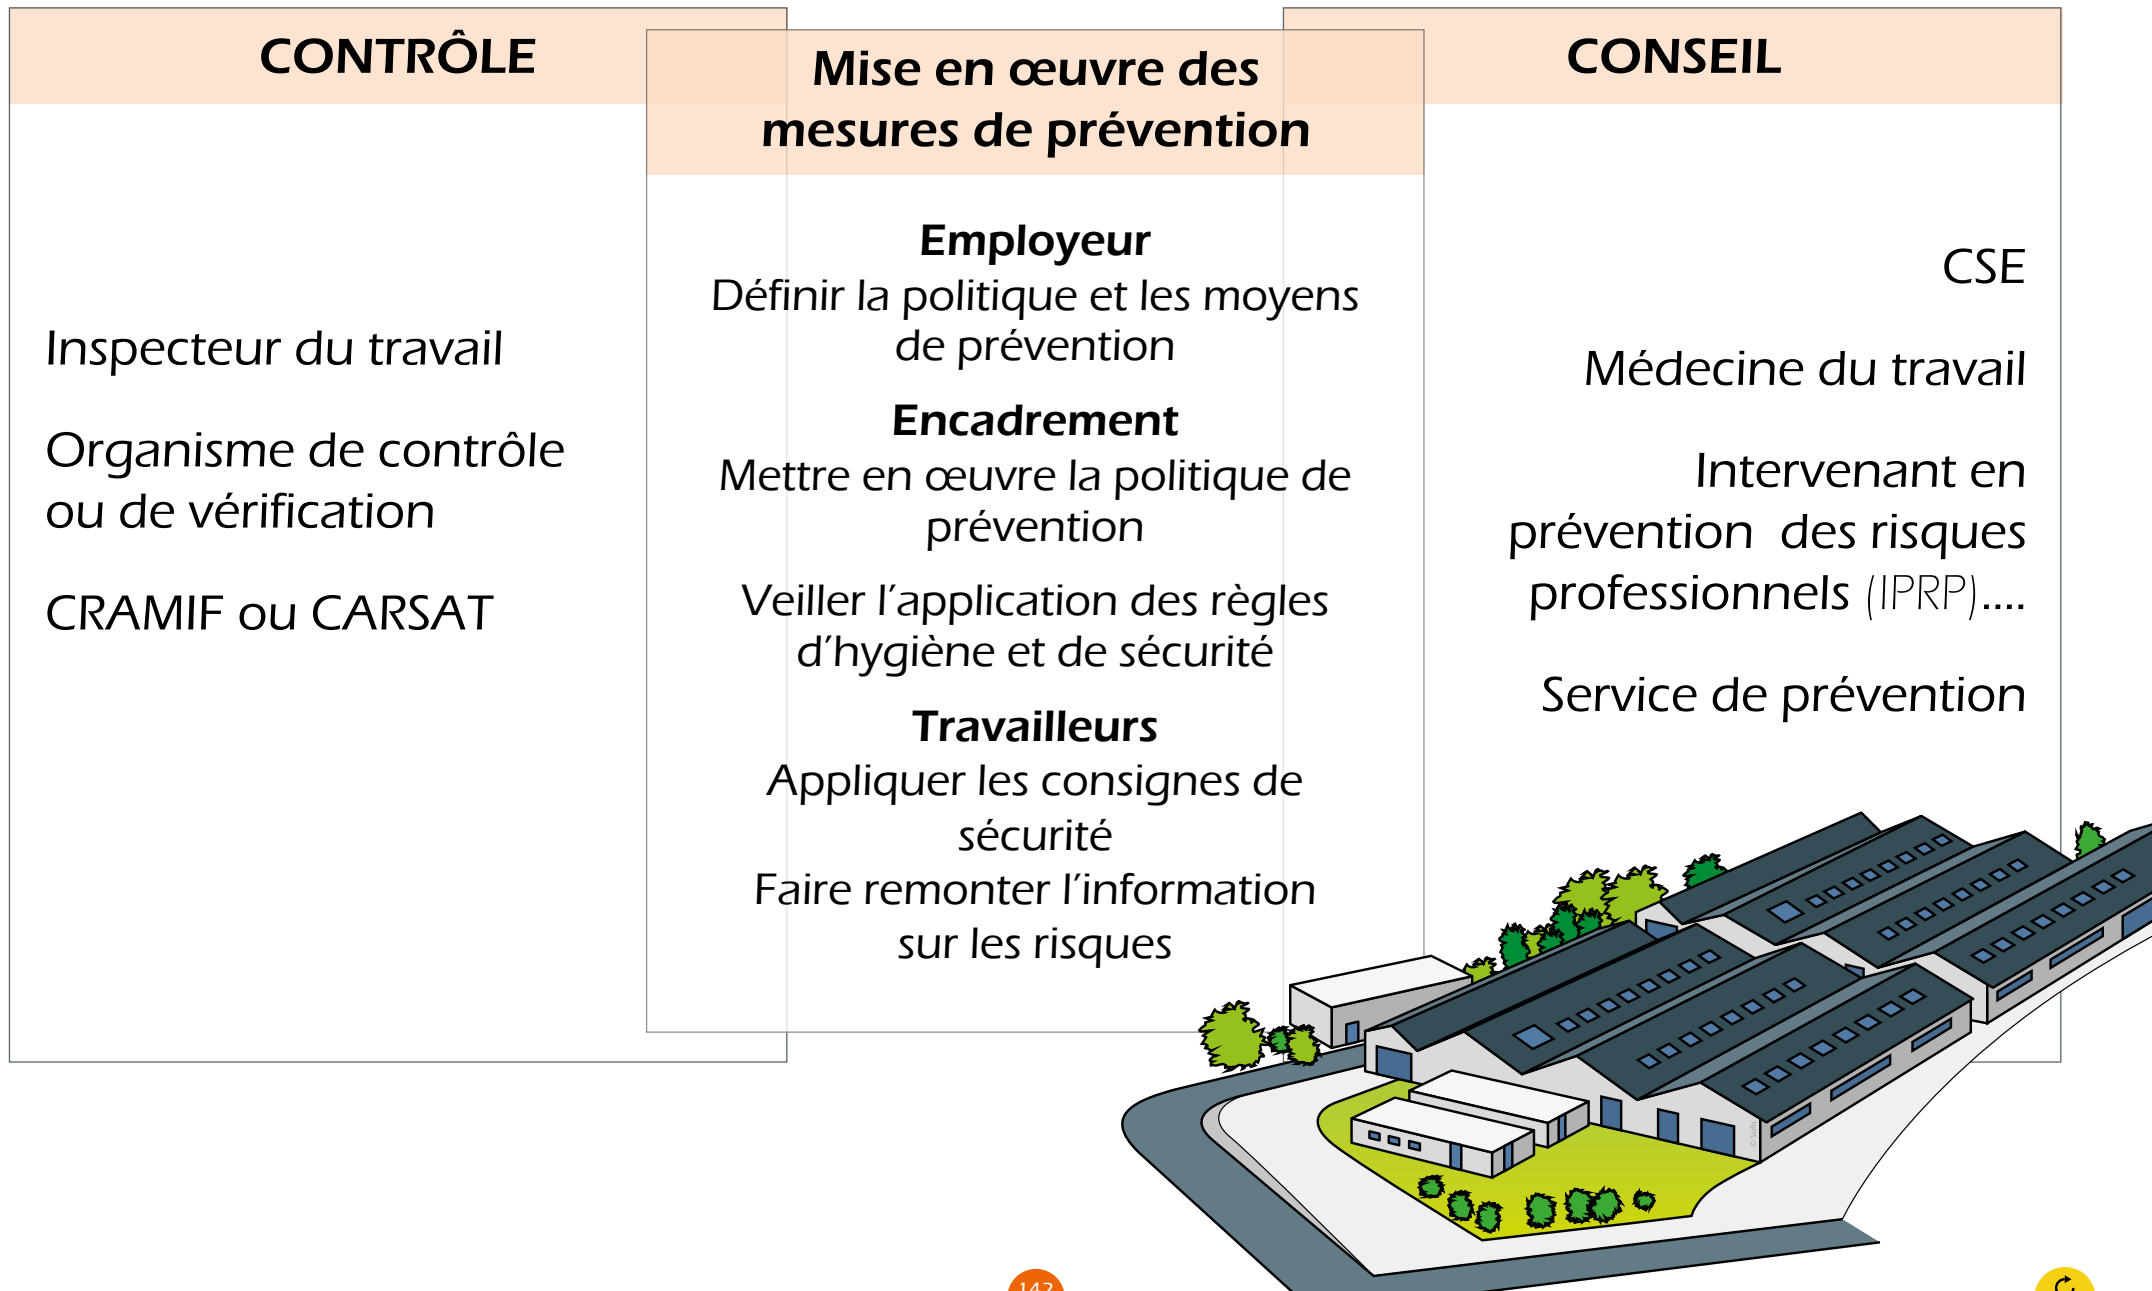 CONTRÔLE
Inspecteur du travail
Organisme de contrôle
ou de vérification
CRAMIF ou CARSAT
Mise en œuvre des
mesures de prévention
Employeur
Définir la politique et les moyens
de prévention
Encadrement
Mettre en œuvre la politique de
prévention
Veiller l’application des règles
d’hygiène et de sécurité
Travailleurs
Appliquer les consignes de
sécurité
Faire remonter l’information
sur les risques
CONSEIL
CSE
Médecine du travail
Intervenant en
prévention  des risques
professionnels (IPRP)....
Service de prévention
© Sofis
142